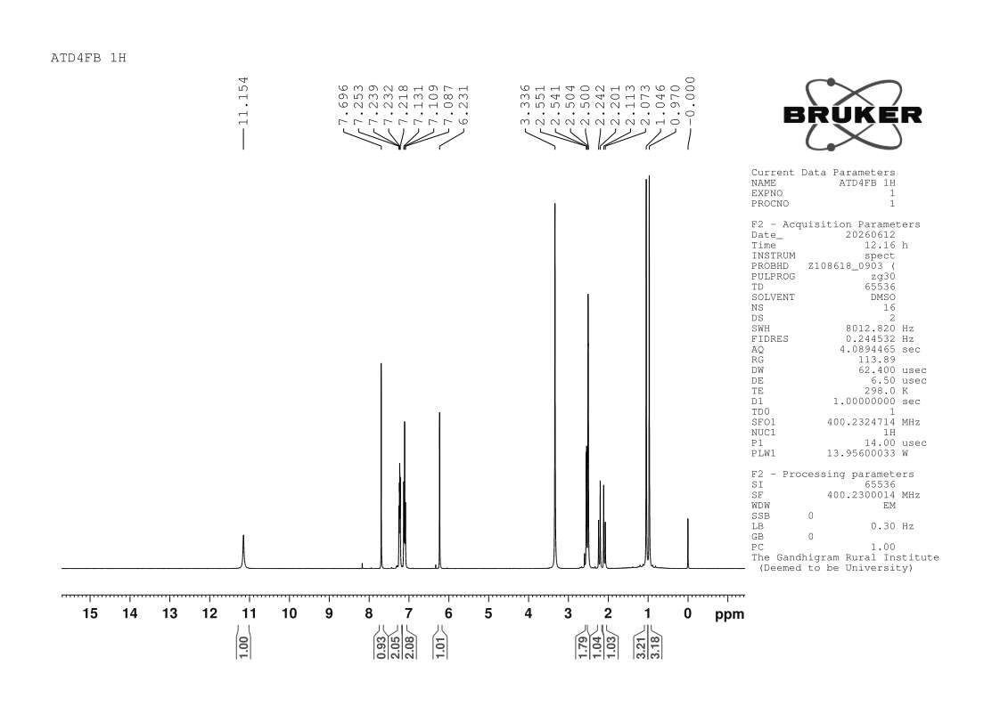 ATD4FB 1H
11.154
7.696
7.253
7.239
7.232
7.218
7.131
7.109
7.087
6.231
3.336
2.551
2.541
2.504
2.500
2.242
2.201
2.113
2.073
1.046
0.970
-0.000
BRUKER
Current Data Parameters
NAME ATD4FB 1H
EXPNO 1
PROCNO 1
F2 - Acquisition Parameters
Date_ 20260612
Time 12.16 h
INSTRUM spect
PROBHD Z108618_0903 (
PULPROG zg30
TD 65536
SOLVENT DMSO
NS 16
DS 2
SWH 8012.820 Hz
FIDRES 0.244532 Hz
AQ 4.0894465 sec
RG 113.89
DW 62.400 usec
DE 6.50 usec
TE 298.0 K
D1 1.00000000 sec
TD0 1
SFO1 400.2324714 MHz
NUC1 1H
P1 14.00 usec
PLW1 13.95600033 W
F2 - Processing parameters
SI 65536
SF 400.2300014 MHz
WDW EM
SSB 0
LB 0.30 Hz
GB 0
PC 1.00
The Gandhigram Rural Institute
(Deemed to be University)
15 14 13 12 11 10 9 8 7 6 5 4 3 2 1 0 ppm
1.00
0.93
2.05
2.08
1.01
1.79
1.04
1.03
3.21
3.18